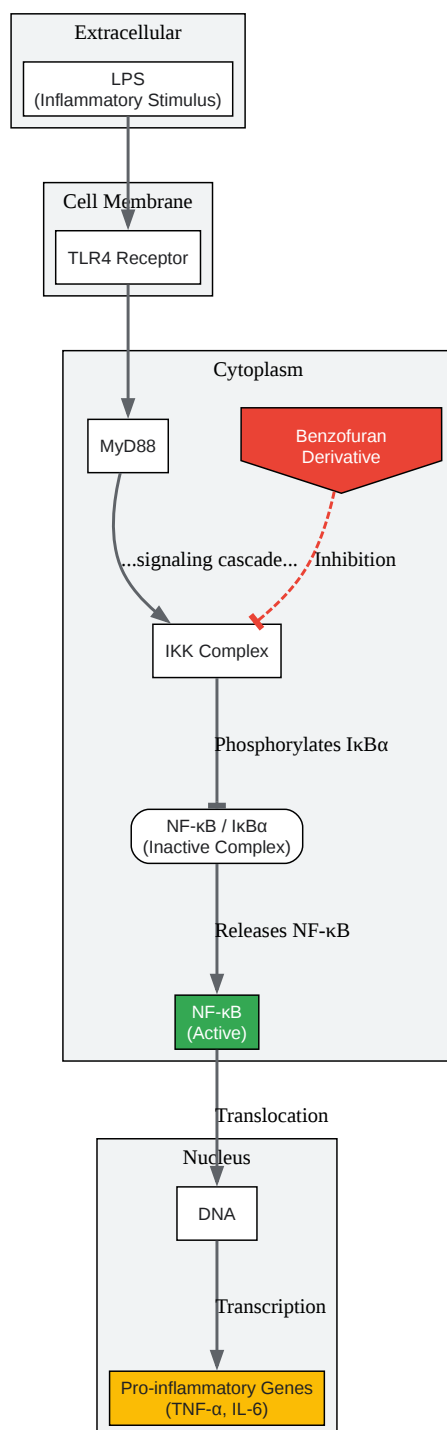 Extracellular
LPS
(Inflammatory Stimulus)
Cell Membrane
TLR4 Receptor
Cytoplasm
MyD88
Benzofuran
Derivative
...signaling cascade...
Inhibition
IKK Complex
Phosphorylates IκBα
NF-κB / IκBα
(Inactive Complex)
Releases NF-κB
NF-κB
(Active)
Translocation
Nucleus
DNA
Transcription
Pro-inflammatory Genes
(TNF-α, IL-6)